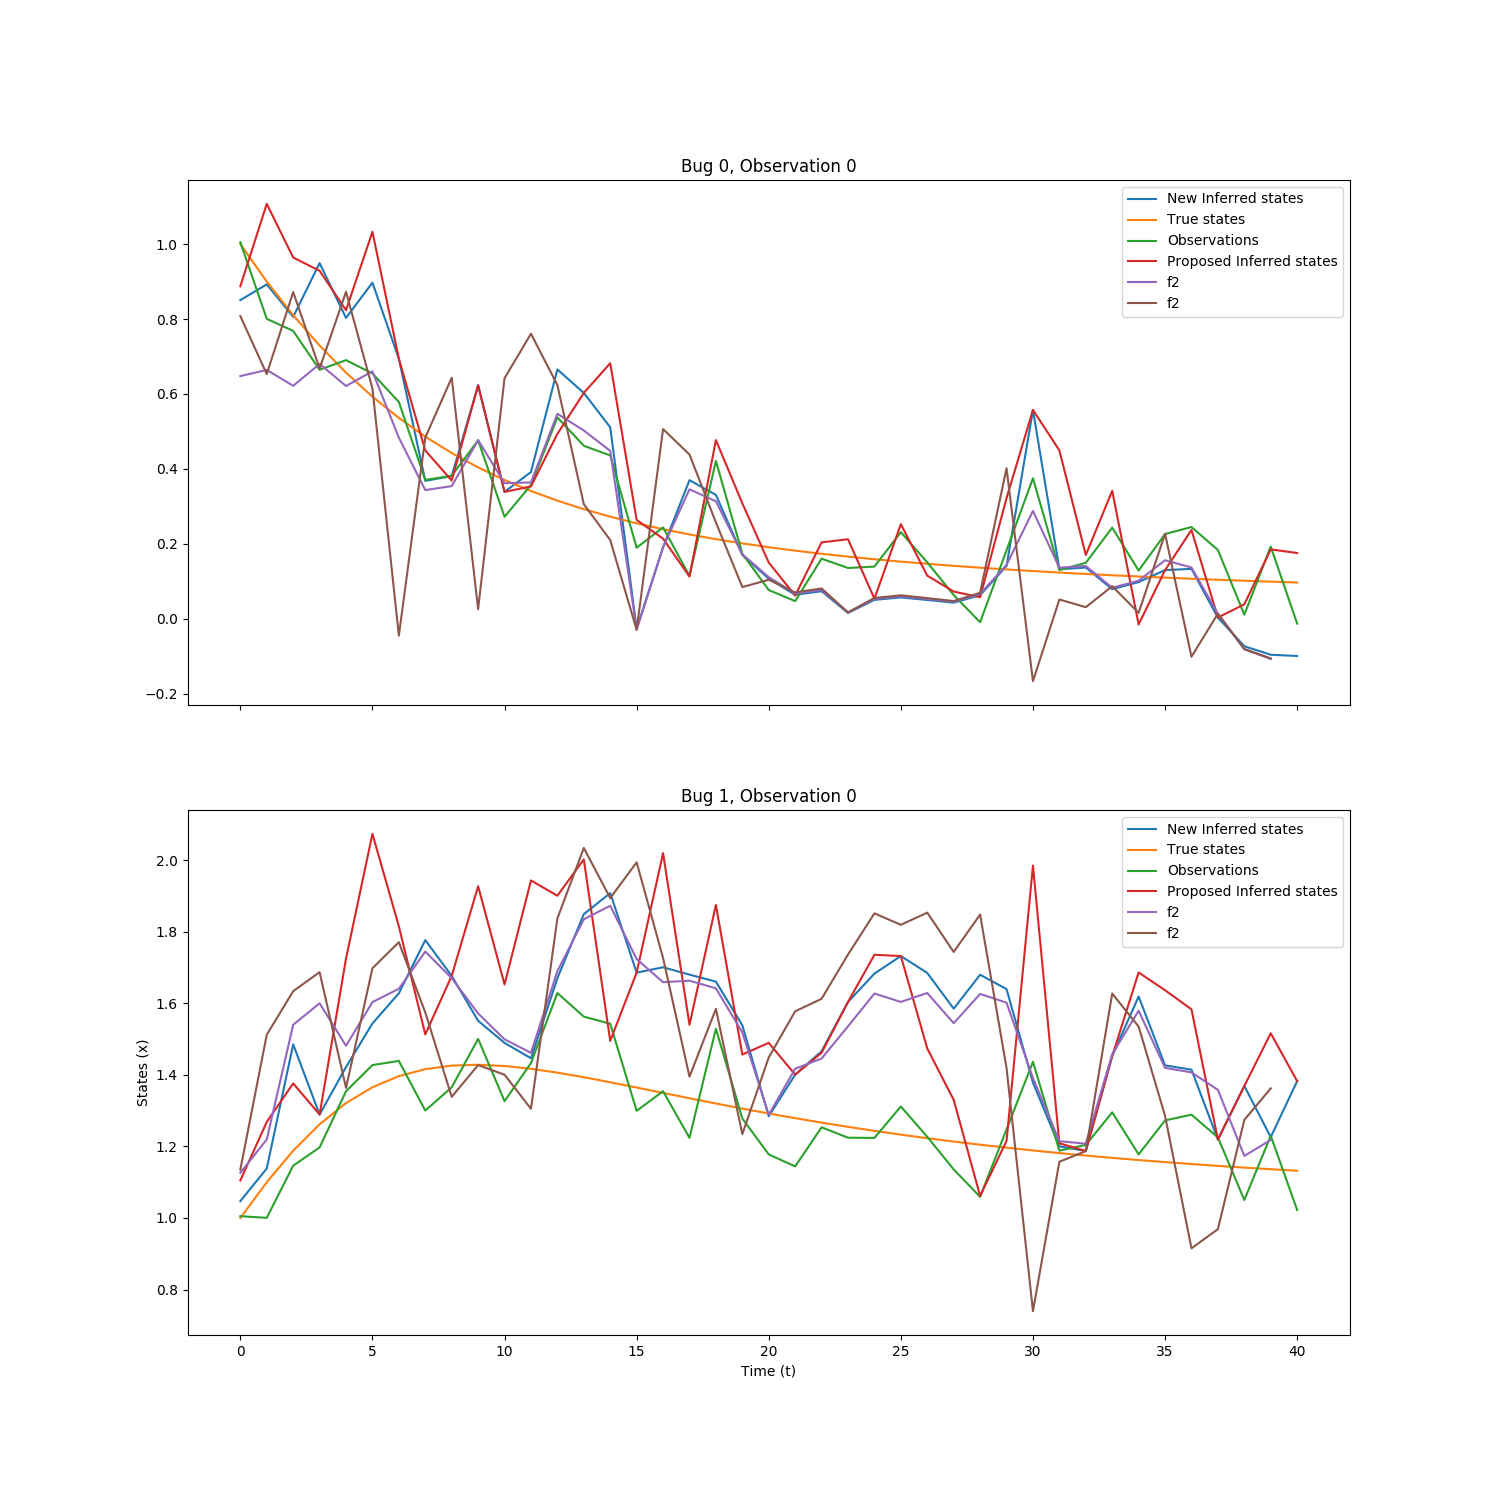 Bug 0, Observation 0
New Inferred states
True states
Observations
Proposed Inferred states
f2
f2
1.0
0.8
0.6
0.4
0.2
0.0
−0.2
Bug 1, Observation 0
New Inferred states
True states
Observations
Proposed Inferred states
f2
f2
2.0
1.8
1.6
1.4
1.2
1.0
0.8
States (x)
0 5 10 15 20 25 30 35 40
Time (t)